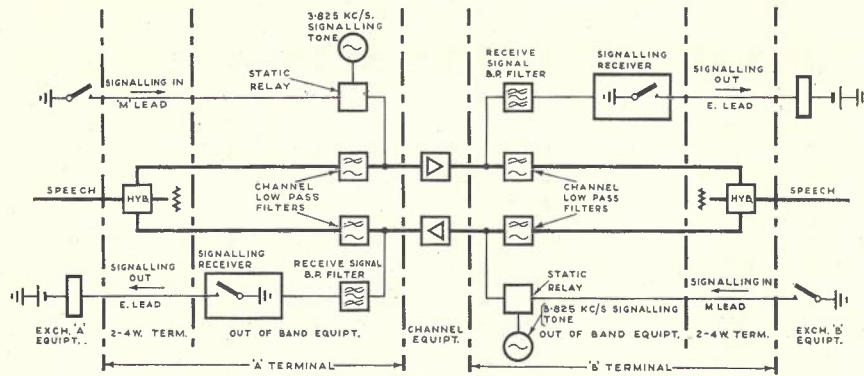 3·825 KC/S.
SIGNALLING
TONE
SIGNALLING IN
'M' LEAD
STATIC
RELAY
RECEIVE SIGNAL
B.P. FILTER
SIGNALLING
RECEIVER
SIGNALLING
OUT
E. LEAD
SPEECH
HYB.
CHANNEL
LOW PASS
FILTERS
CHANNEL
LOW PASS
FILTERS
HYB.
SPEECH
SIGNALLING
OUT
E. LEAD
SIGNALLING
RECEIVER
RECEIVE SIGNAL
B.P. FILTER
STATIC
RELAY
SIGNALLING IN
M LEAD
3·825 KC/S SIGNALLING
TONE
EXCH. 'A'
EQUIPT..
2-4W. TERM.
OUT OF BAND EQUIPT.
CHANNEL
EQUIPT.
OUT OF BAND EQUIPT.
2-4W. TERM.
EXCH. 'B'
EQUIPT.
'A' TERMINAL
'B' TERMINAL